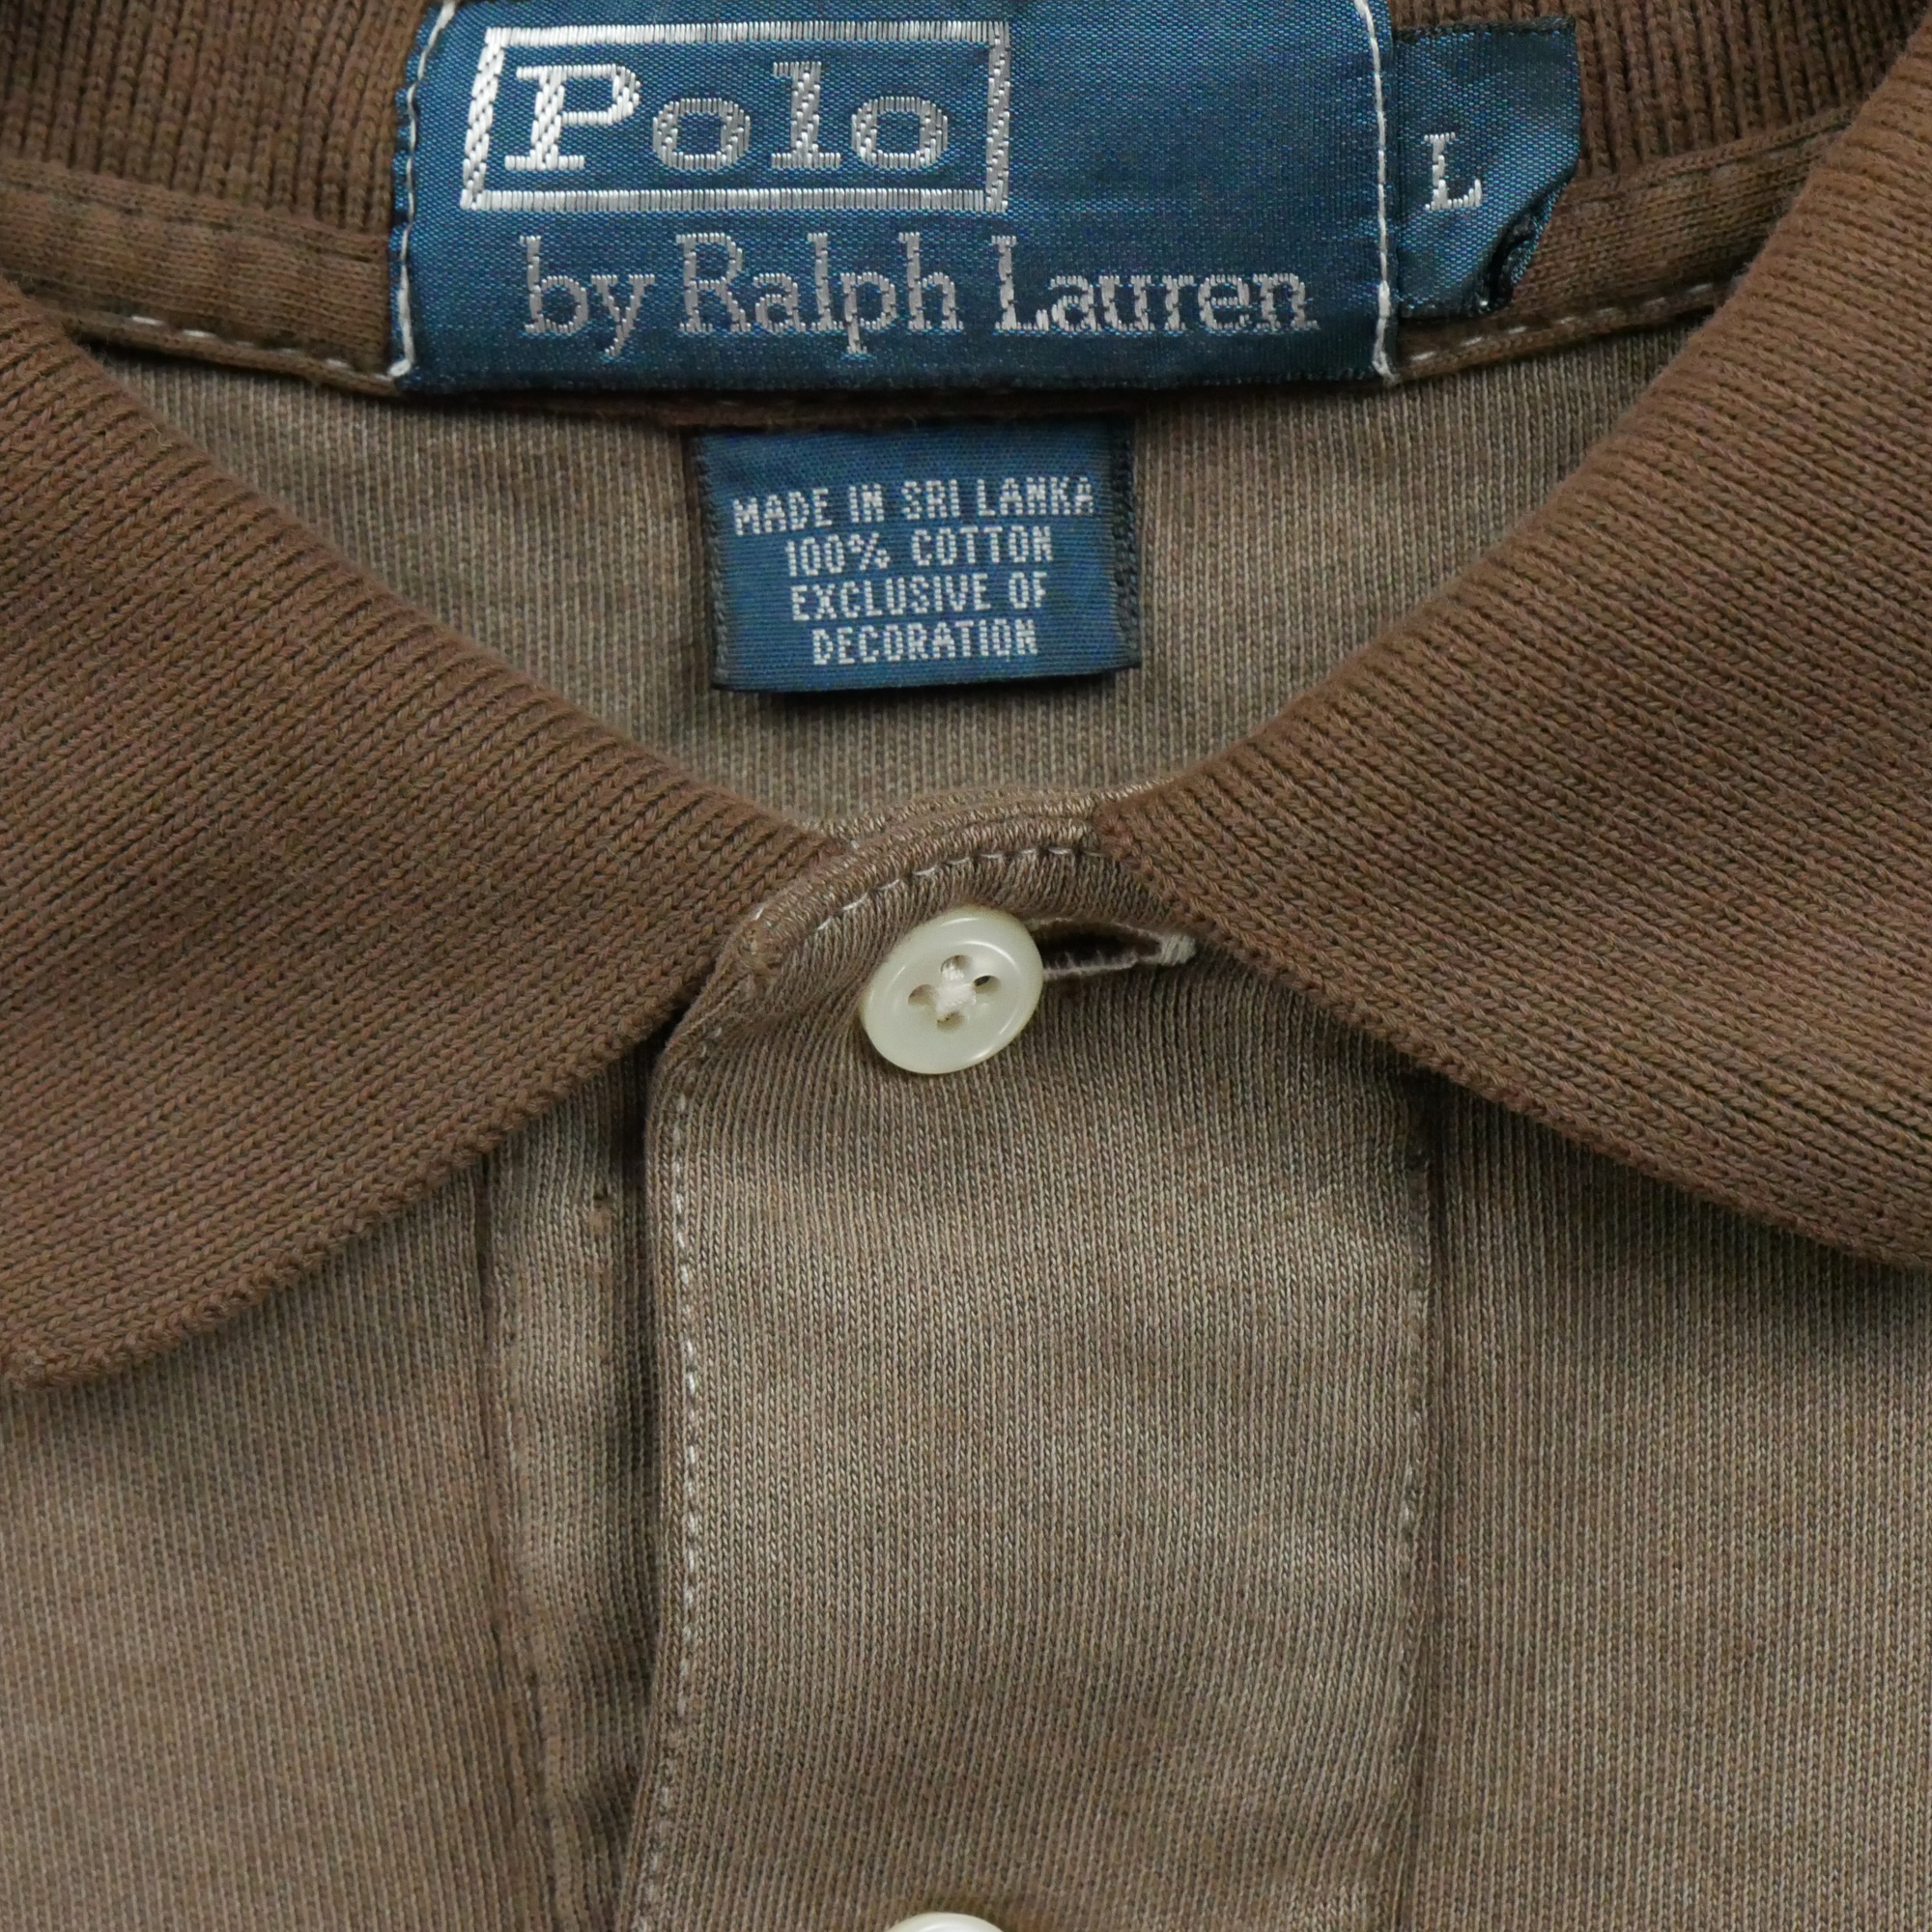 Polo
by Ralph Lauren
L
MADE IN SRI LANKA
100% COTTON
EXCLUSIVE OF
DECORATION